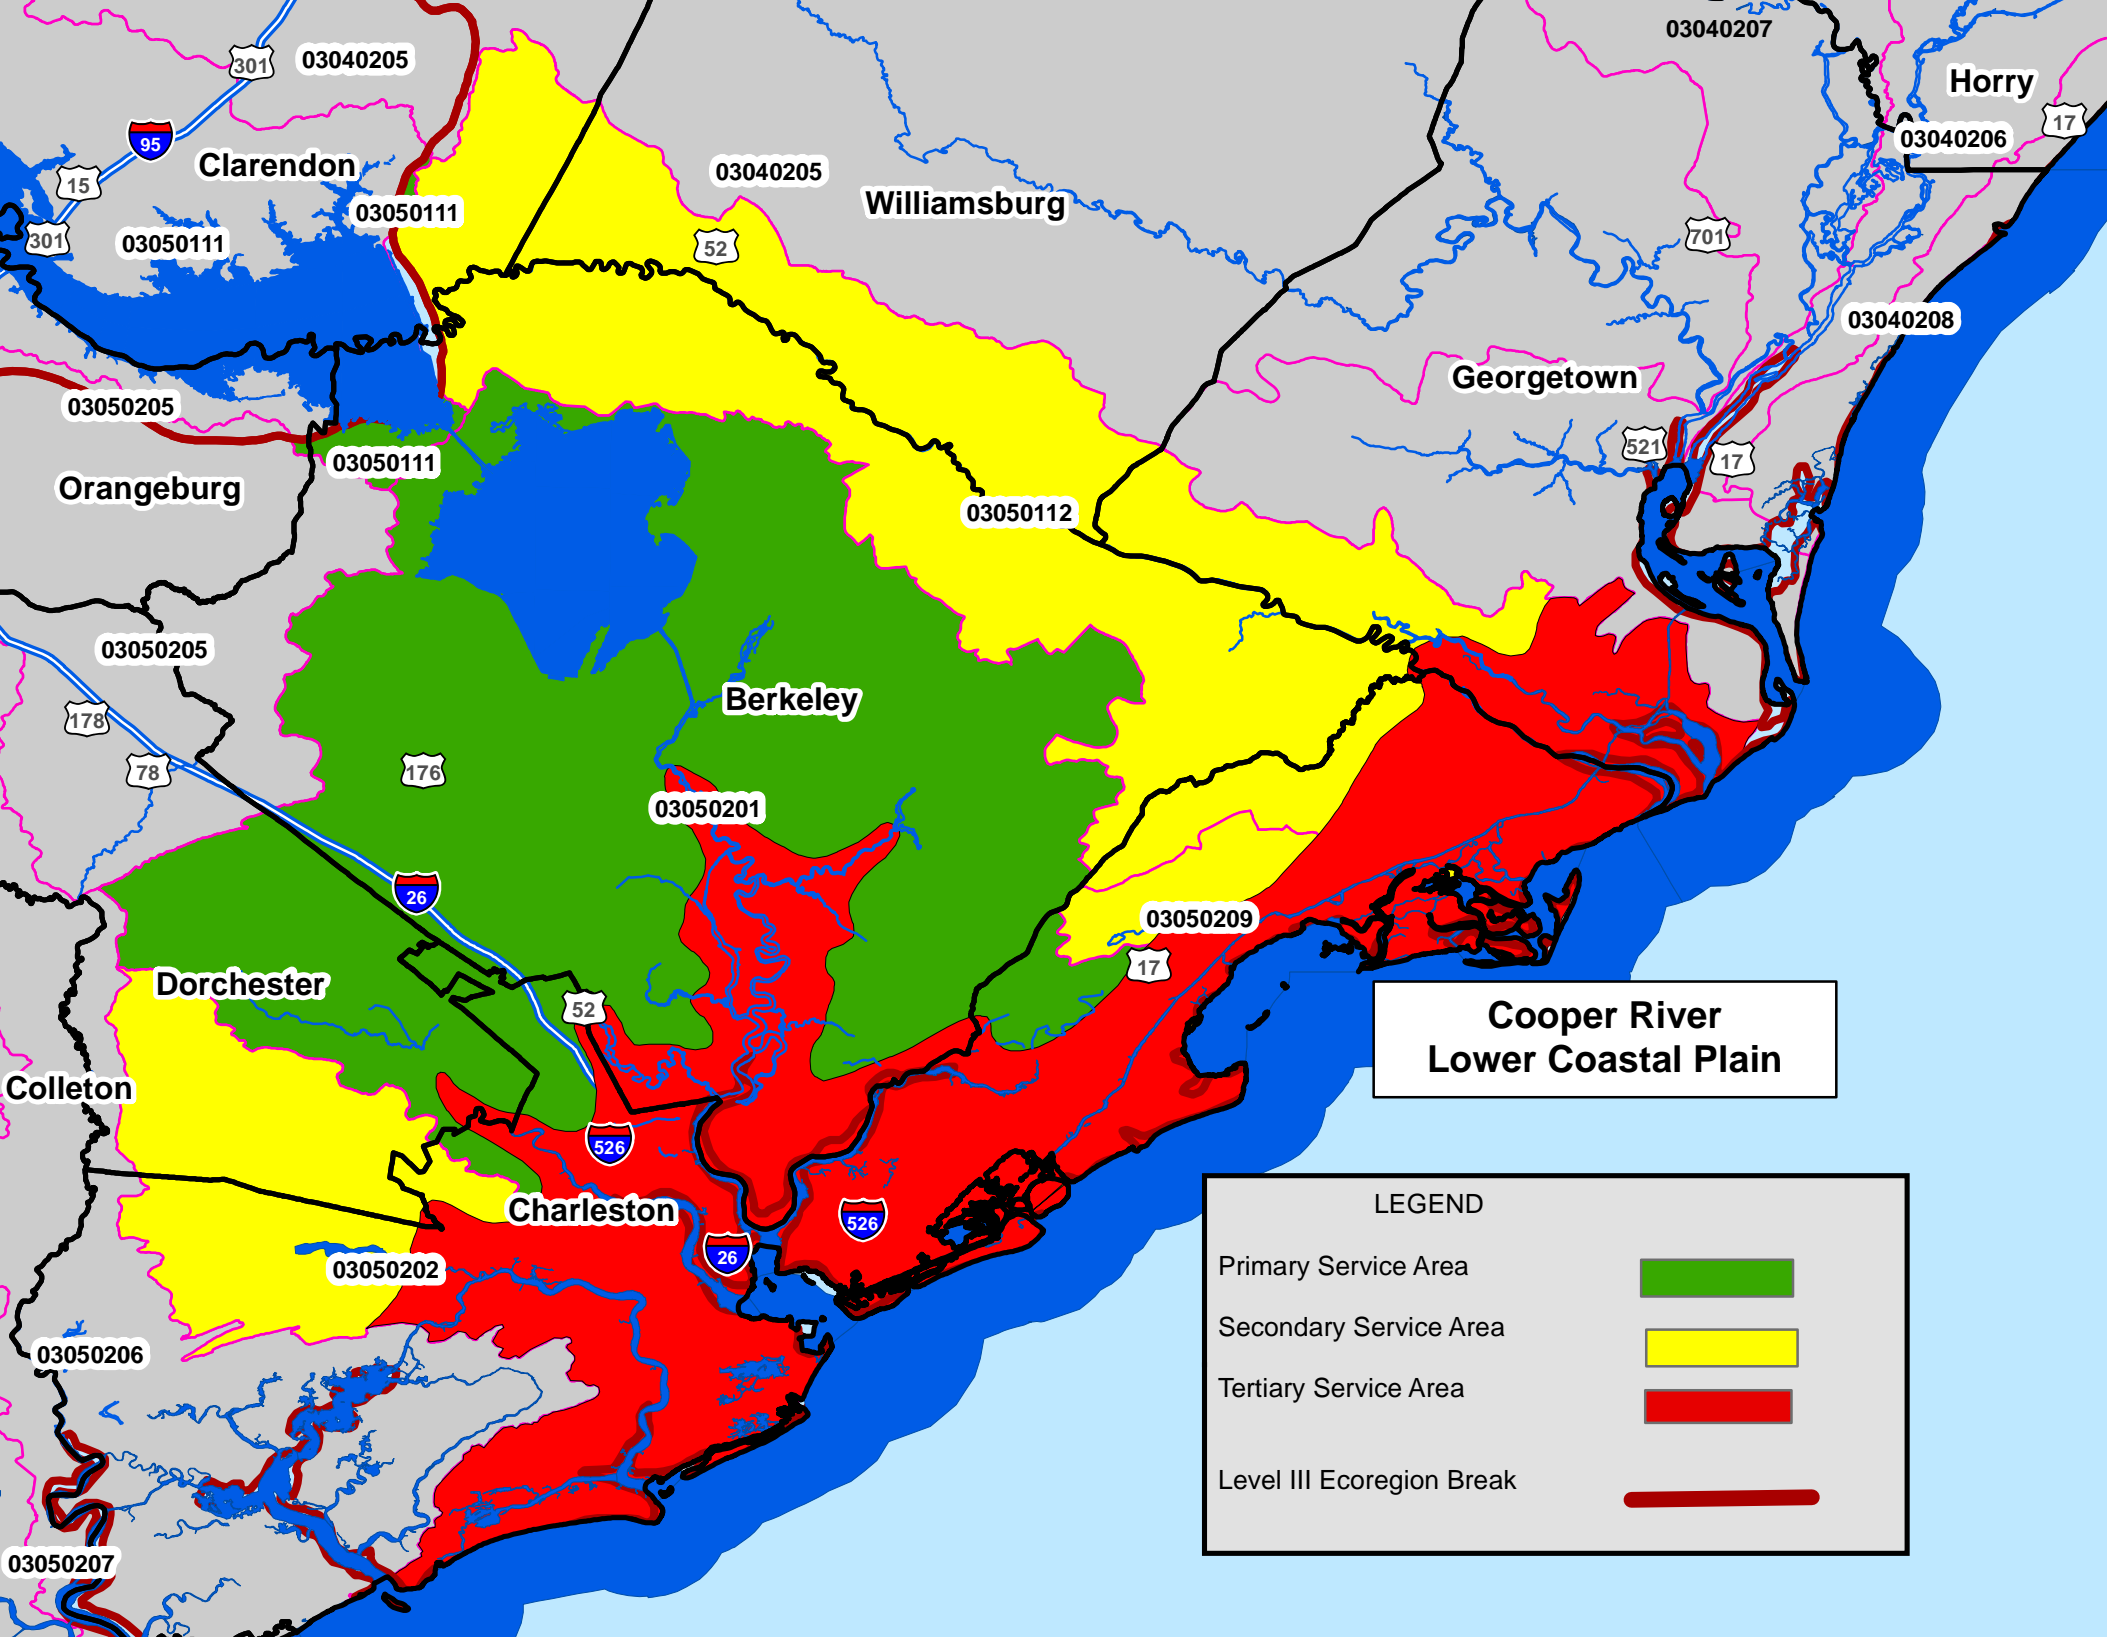 03040207
301
03040205
Horry
17
95
03040206
Clarendon
03040205
15
Williamsburg
03050111
301
03050111
701
52
03040208
Georgetown
03050205
521
17
03050111
Orangeburg
03050112
03050205
Berkeley
178
78
176
03050201
26
03050209
17
Dorchester
52
Cooper River
Lower Coastal Plain
Colleton
526
Charleston
526
26
03050202
03050206
03050207
LEGEND
Primary Service Area
Secondary Service Area
Tertiary Service Area
Level III Ecoregion Break